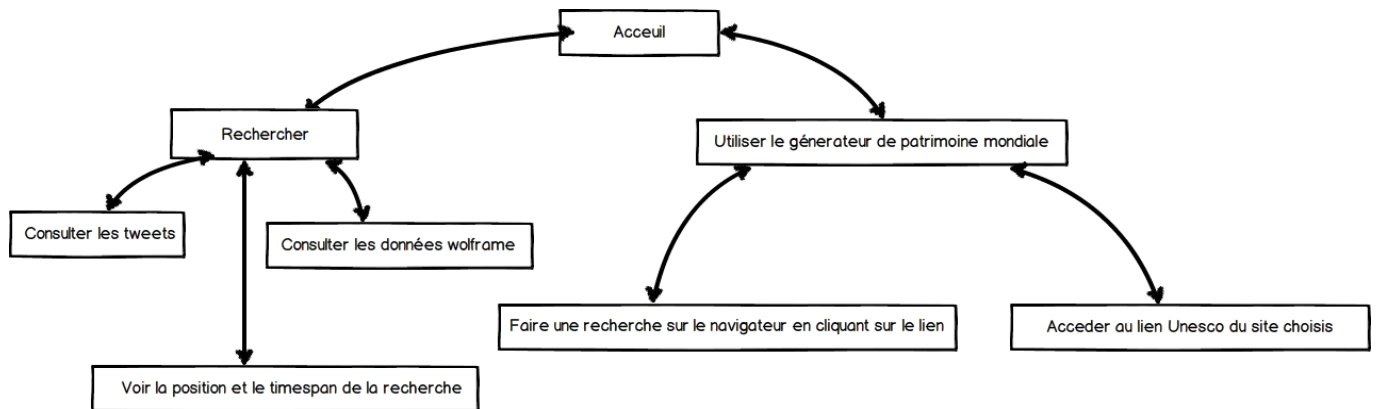 Acceuil
Rechercher
Utiliser le génerateur de patrimoine mondiale
Consulter les tweets
Consulter les données wolframe
Faire une recherche sur le navigateur en cliquant sur le lien
Acceder au lien Unesco du site choisis
Voir la position et le timespan de la recherche